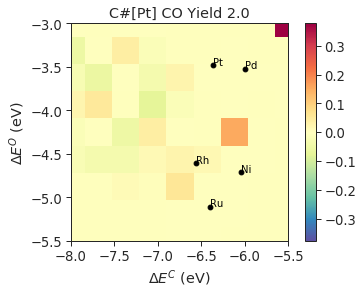 C#[Pt] CO Yield 2.0
ΔE^O (eV)
−3.0
−3.5
−4.0
−4.5
−5.0
−5.5
Pt
Pd
Rh
Ni
Ru
0.3
0.2
0.1
0.0
−0.1
−0.2
−0.3
−8.0 −7.5 −7.0 −6.5 −6.0 −5.5
ΔE^C (eV)